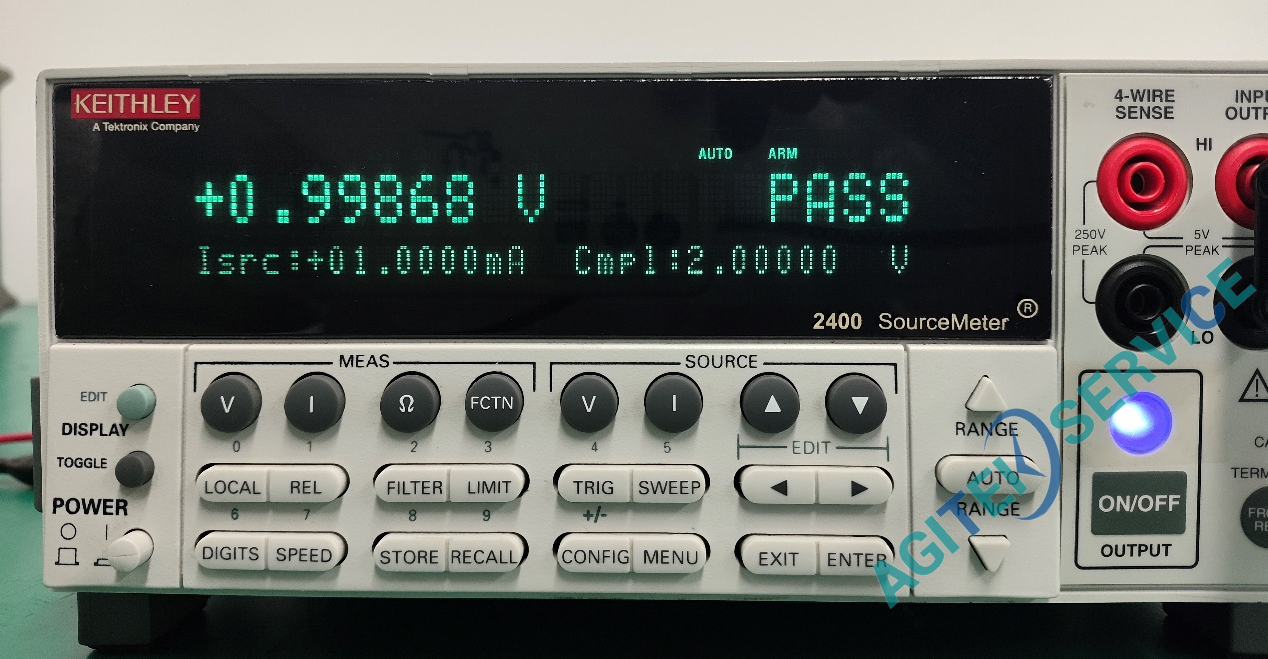 KEITHLEY
A Tektronix Company
AUTO ARM
+0.99868 V PASS
Isrc:+01.0000mA Cmpl:2.00000 V
2400 SourceMeter®
4-WIRE
SENSE
HI
250V
PEAK
5V
PEAK
LO
MEAS
SOURCE
EDIT
DISPLAY
TOGGLE
POWER
V I Ω FCTN V I ▲ ▼
0 1 2 3 4 5 EDIT
LOCAL REL FILTER LIMIT TRIG SWEEP ◀ ▶
6 7 8 9 +/-
DIGITS SPEED STORE RECALL CONFIG MENU EXIT ENTER
RANGE
AUTO
RANGE
ON/OFF
OUTPUT
AGITEK SERVICE